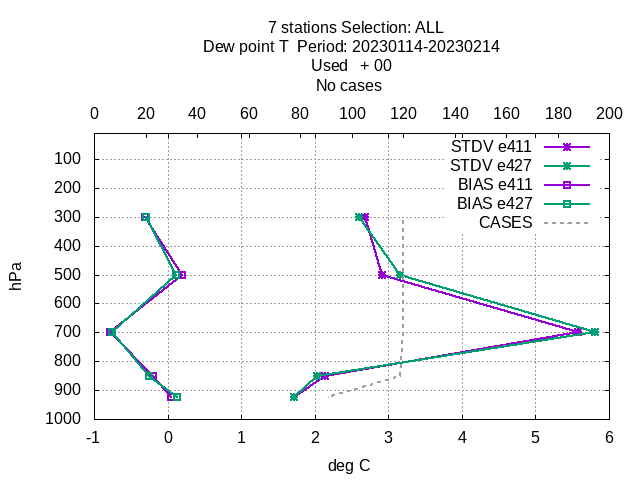 7 stations Selection: ALL
Dew point T  Period: 20230114-20230214
Used   + 00
No cases
0 20 40 60 80 100 120 140 160 180 200
STDV e411
STDV e427
BIAS e411
BIAS e427
CASES
100
200
300
400
500
600
700
800
900
1000
hPa
-1 0 1 2 3 4 5 6
deg C